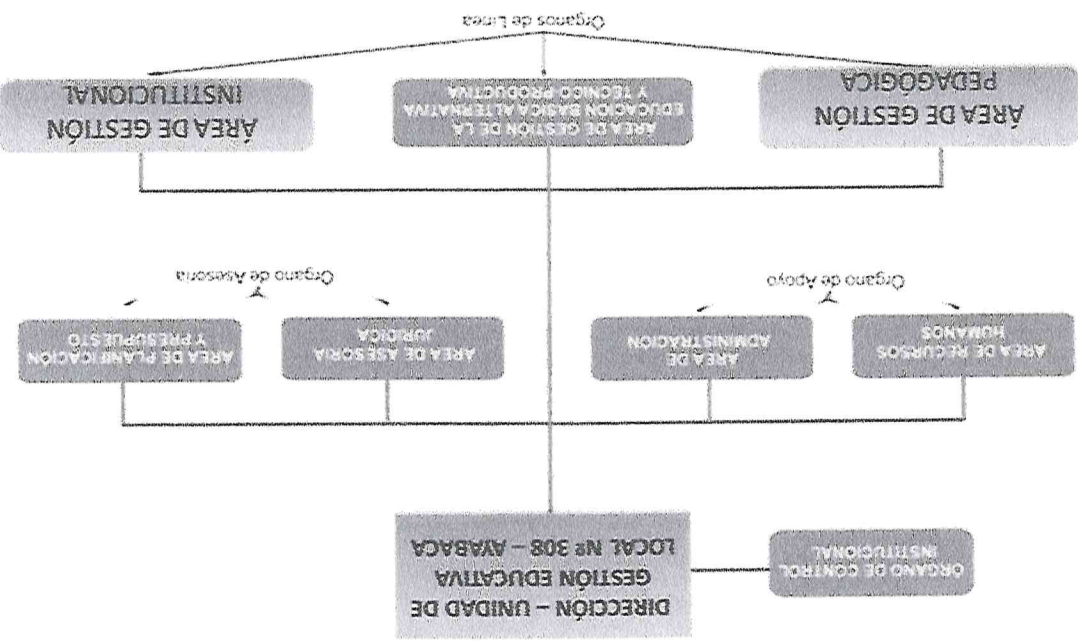 DIRECCIÓN – UNIDAD DE
GESTIÓN EDUCATIVA
LOCAL Nº 308 – AYABACA
ÓRGANO DE CONTROL
INSTITUCIONAL
ÁREA DE RECURSOS
HUMANOS
ÁREA DE
ADMINISTRACIÓN
ÁREA DE ASESORIA
JURÍDICA
ÁREA DE PLANIFICACIÓN
Y PRESUPUESTO
Órgano de Apoyo
Órgano de Asesoría
ÁREA DE GESTIÓN
PEDAGÓGICA
ÁREA DE GESTIÓN DE LA
EDUCACIÓN BÁSICA ALTERNATIVA
Y TÉCNICO PRODUCTIVA
ÁREA DE GESTIÓN
INSTITUCIONAL
Órganos de Línea